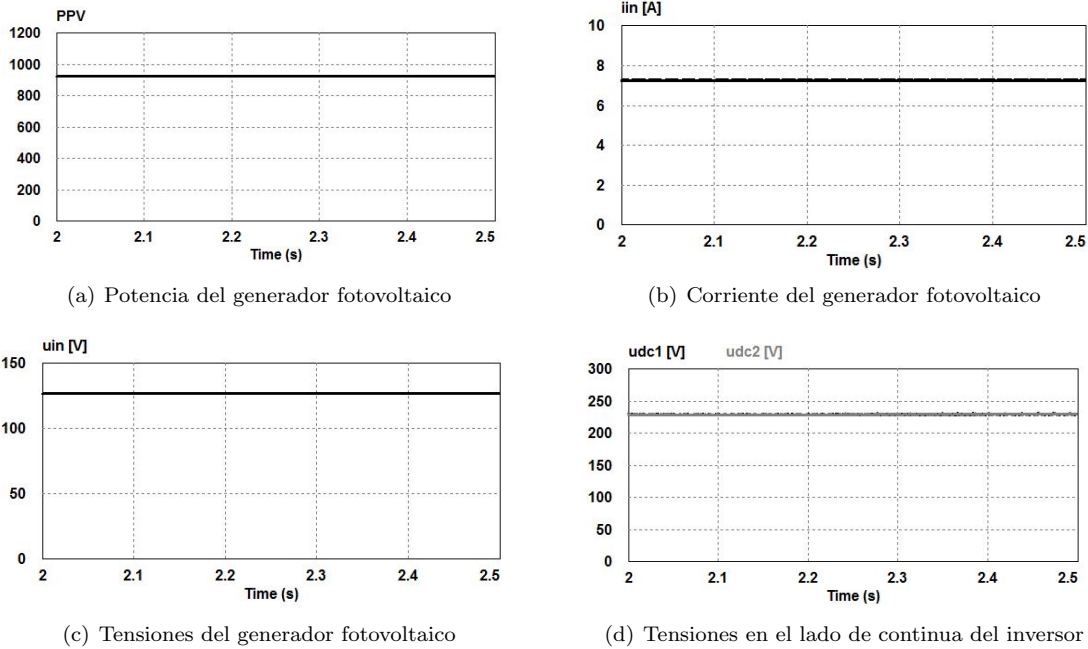 PPV
1200
1000
800
600
400
200
0
2 2.1 2.2 2.3 2.4 2.5
Time (s)
(a) Potencia del generador fotovoltaico
iin [A]
10
8
6
4
2
0
2 2.1 2.2 2.3 2.4 2.5
Time (s)
(b) Corriente del generador fotovoltaico
uin [V]
150
100
50
0
2 2.1 2.2 2.3 2.4 2.5
Time (s)
(c) Tensiones del generador fotovoltaico
udc1 [V] udc2 [V]
300
250
200
150
100
50
0
2 2.1 2.2 2.3 2.4 2.5
Time (s)
(d) Tensiones en el lado de continua del inversor